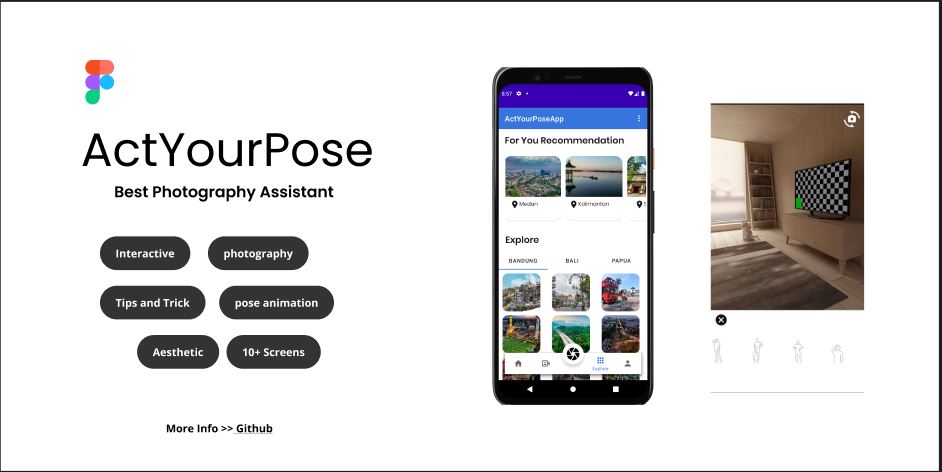 ActYourPose
Best Photography Assistant
Interactive
photography
Tips and Trick
pose animation
Aesthetic
10+ Screens
More Info >> Github
8:57
ActYourPoseApp
For You Recommendation
Medan
Kalimantan
Explore
BANDUNG
BALI
PAPUA
Explore